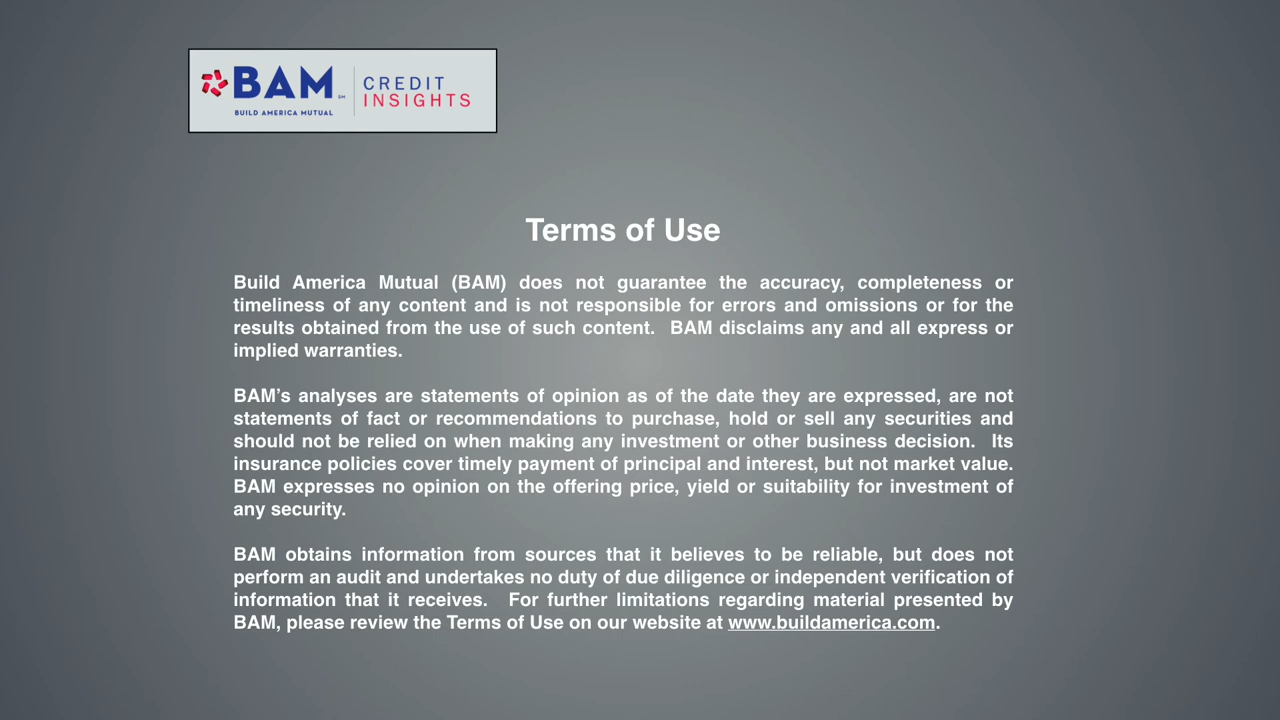 BAM SM
BUILD AMERICA MUTUAL
CREDIT
INSIGHTS
Terms of Use
Build America Mutual (BAM) does not guarantee the accuracy, completeness or
timeliness of any content and is not responsible for errors and omissions or for the
results obtained from the use of such content.  BAM disclaims any and all express or
implied warranties.
BAM’s analyses are statements of opinion as of the date they are expressed, are not
statements of fact or recommendations to purchase, hold or sell any securities and
should not be relied on when making any investment or other business decision.  Its
insurance policies cover timely payment of principal and interest, but not market value.
BAM expresses no opinion on the offering price, yield or suitability for investment of
any security.
BAM obtains information from sources that it believes to be reliable, but does not
perform an audit and undertakes no duty of due diligence or independent verification of
information that it receives.  For further limitations regarding material presented by
BAM, please review the Terms of Use on our website at www.buildamerica.com.